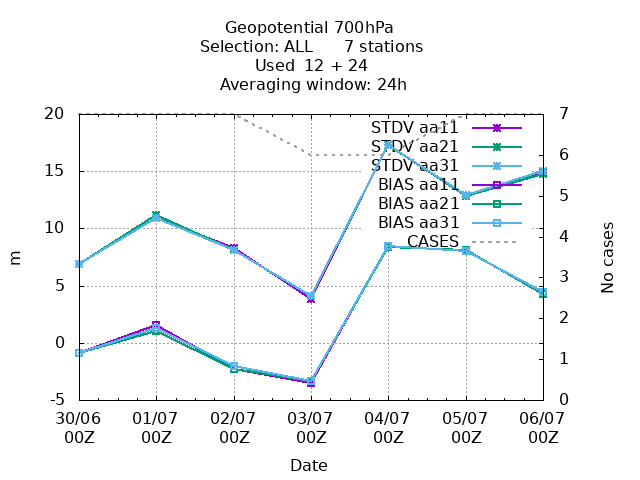 Geopotential 700hPa
Selection: ALL 7 stations
Used 12 + 24
Averaging window: 24h
20
15
10
5
0
-5
m
7
6
5
4
3
2
1
0
No cases
STDV aa11
STDV aa21
STDV aa31
BIAS aa11
BIAS aa21
BIAS aa31
CASES
30/06 01/07 02/07 03/07 04/07 05/07 06/07
00Z 00Z 00Z 00Z 00Z 00Z 00Z
Date